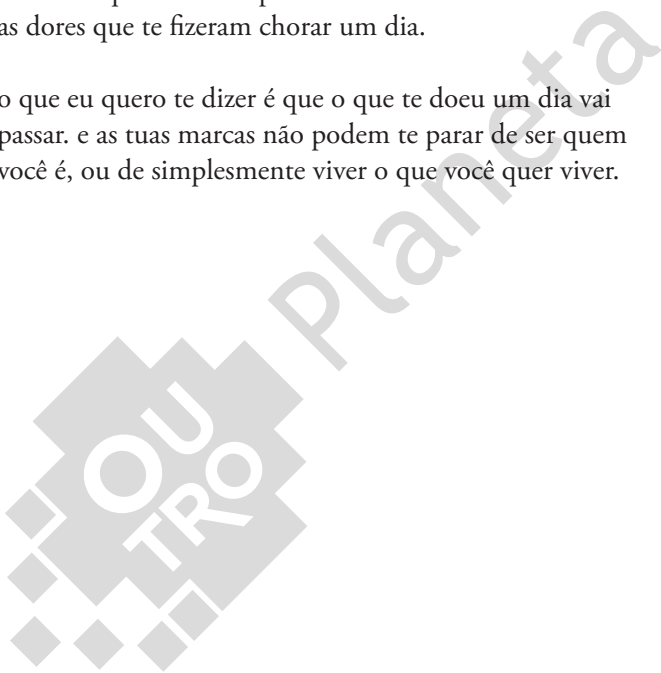 as dores que te fizeram chorar um dia.
o que eu quero te dizer é que o que te doeu um dia vai
passar. e as tuas marcas não podem te parar de ser quem
você é, ou de simplesmente viver o que você quer viver.
Planeta
OU
TRO